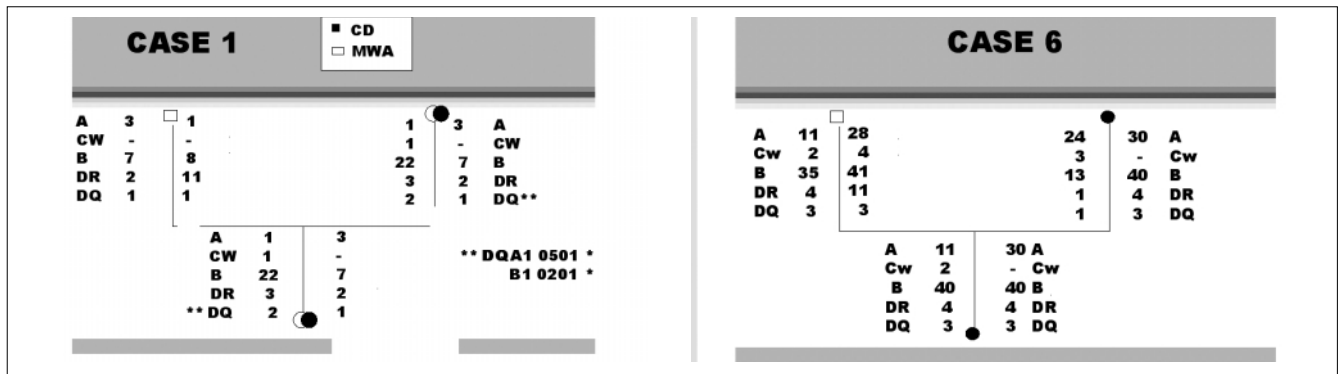 CASE 1
CD
MWA
A 3 1
CW - -
B 7 8
DR 2 11
DQ 1 1
1 3 A
1 - CW
22 7 B
3 2 DR
2 1 DQ**
A 1 3
CW 1 -
B 22 7
DR 3 2
** DQ 2 1
** DQA1 0501 *
B1 0201 *
CASE 6
A 11 28
Cw 2 4
B 35 41
DR 4 11
DQ 3 3
24 30 A
3 - Cw
13 40 B
1 4 DR
1 3 DQ
A 11 30 A
Cw 2 - Cw
B 40 40 B
DR 4 4 DR
DQ 3 3 DQ